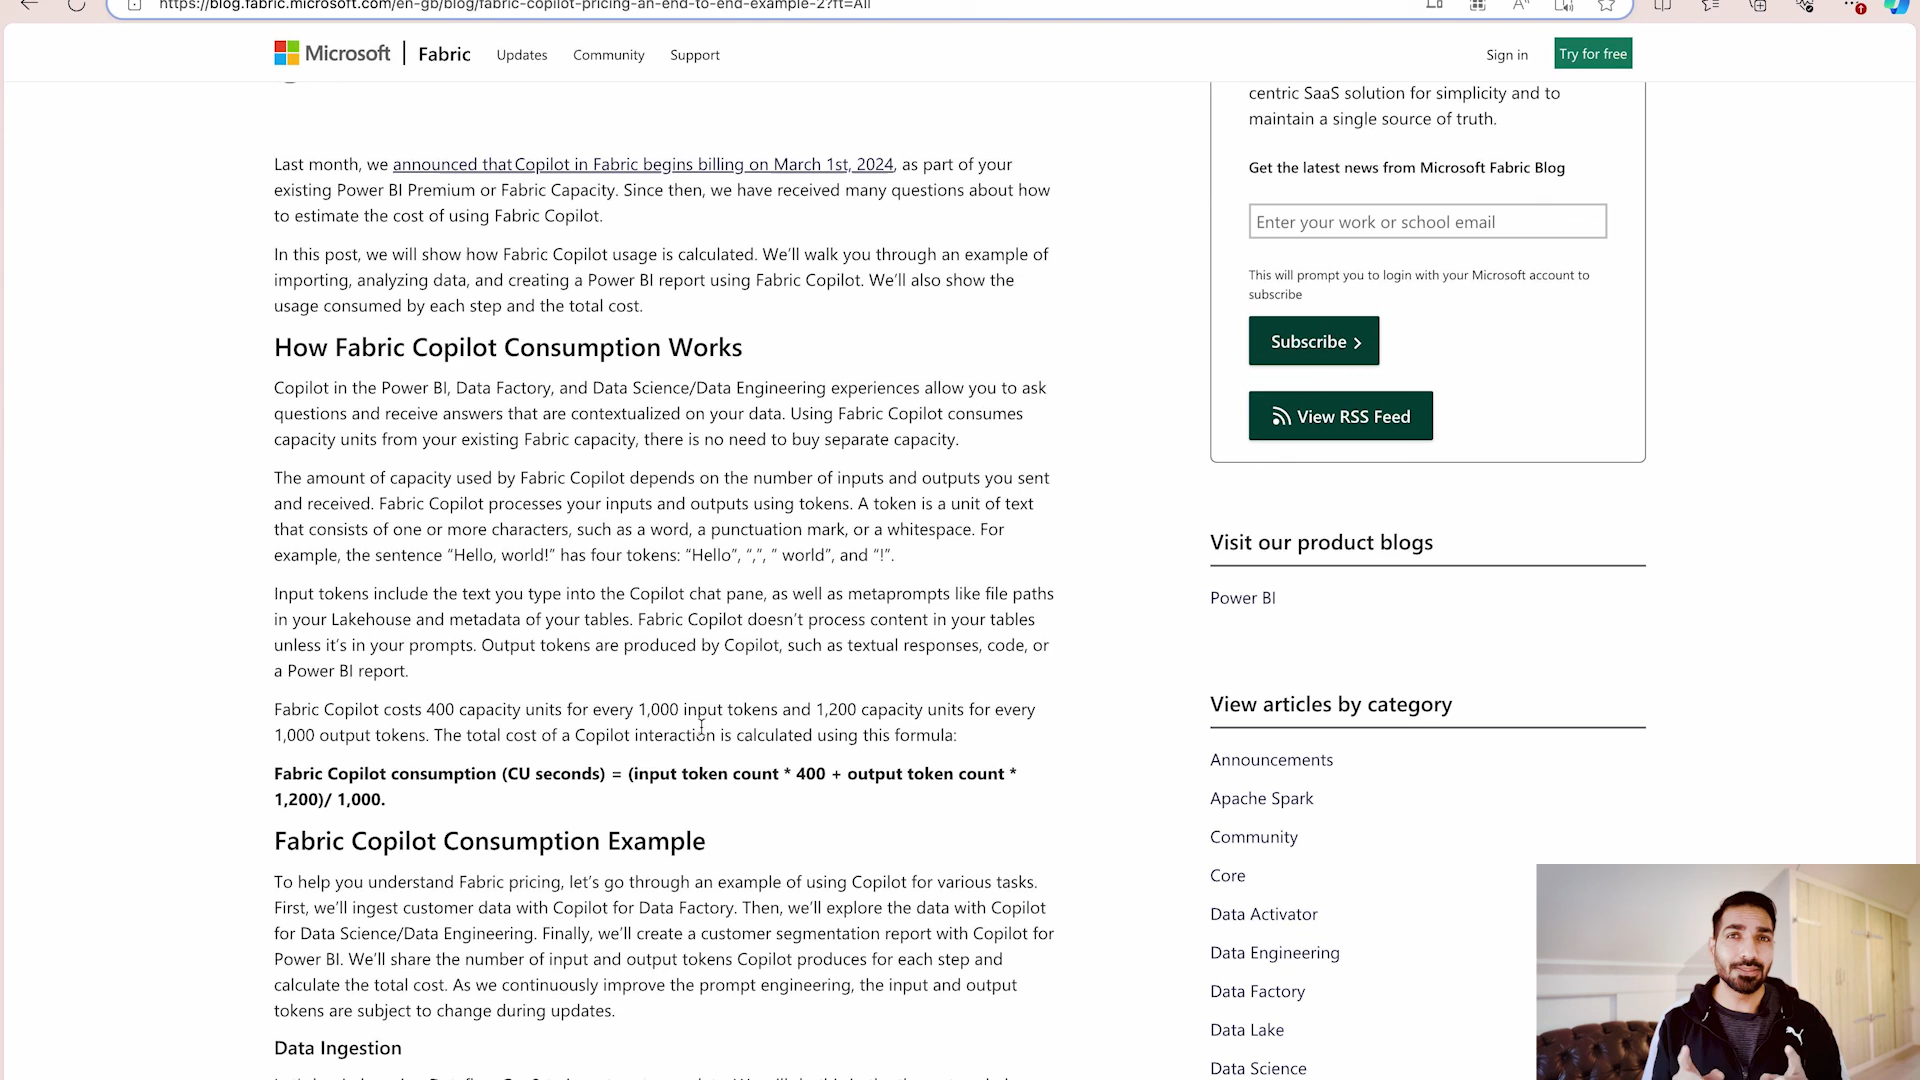 https://blog.fabric.microsoft.com/en-gb/blog/fabric-copilot-pricing-an-end-to-end-example-2?ft=All
Microsoft | Fabric Updates Community Support Sign in Try for free
Last month, we announced that Copilot in Fabric begins billing on March 1st, 2024, as part of your
existing Power BI Premium or Fabric Capacity. Since then, we have received many questions about how
to estimate the cost of using Fabric Copilot.
In this post, we will show how Fabric Copilot usage is calculated. We’ll walk you through an example of
importing, analyzing data, and creating a Power BI report using Fabric Copilot. We’ll also show the
usage consumed by each step and the total cost.
How Fabric Copilot Consumption Works
Copilot in the Power BI, Data Factory, and Data Science/Data Engineering experiences allow you to ask
questions and receive answers that are contextualized on your data. Using Fabric Copilot consumes
capacity units from your existing Fabric capacity, there is no need to buy separate capacity.
The amount of capacity used by Fabric Copilot depends on the number of inputs and outputs you sent
and received. Fabric Copilot processes your inputs and outputs using tokens. A token is a unit of text
that consists of one or more characters, such as a word, a punctuation mark, or a whitespace. For
example, the sentence “Hello, world!” has four tokens: “Hello”, “,”, ” world”, and “!”.
Input tokens include the text you type into the Copilot chat pane, as well as metaprompts like file paths
in your Lakehouse and metadata of your tables. Fabric Copilot doesn’t process content in your tables
unless it’s in your prompts. Output tokens are produced by Copilot, such as textual responses, code, or
a Power BI report.
Fabric Copilot costs 400 capacity units for every 1,000 input tokens and 1,200 capacity units for every
1,000 output tokens. The total cost of a Copilot interaction is calculated using this formula:
Fabric Copilot consumption (CU seconds) = (input token count * 400 + output token count *
1,200)/ 1,000.
Fabric Copilot Consumption Example
To help you understand Fabric pricing, let’s go through an example of using Copilot for various tasks.
First, we’ll ingest customer data with Copilot for Data Factory. Then, we’ll explore the data with Copilot
for Data Science/Data Engineering. Finally, we’ll create a customer segmentation report with Copilot for
Power BI. We’ll share the number of input and output tokens Copilot produces for each step and
calculate the total cost. As we continuously improve the prompt engineering, the input and output
tokens are subject to change during updates.
Data Ingestion
centric SaaS solution for simplicity and to
maintain a single source of truth.
Get the latest news from Microsoft Fabric Blog
Enter your work or school email
This will prompt you to login with your Microsoft account to
subscribe
Subscribe
View RSS Feed
Visit our product blogs
Power BI
View articles by category
Announcements
Apache Spark
Community
Core
Data Activator
Data Engineering
Data Factory
Data Lake
Data Science